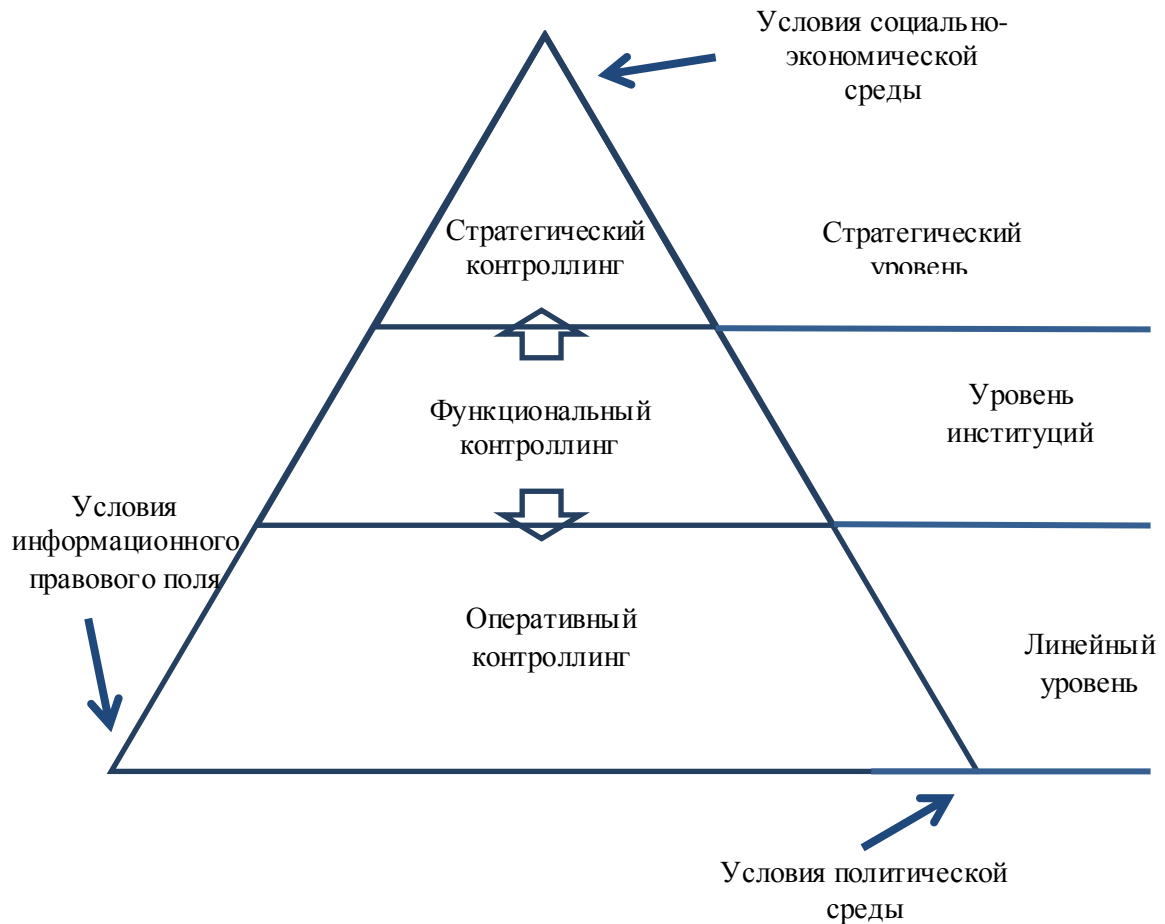 Условия социально-
экономической
среды
Стратегический
контроллинг
Стратегический
уровень
Функциональный
контроллинг
Уровень
институций
Условия
информационного
правового поля
Оперативный
контроллинг
Линейный
уровень
Условия политической
среды